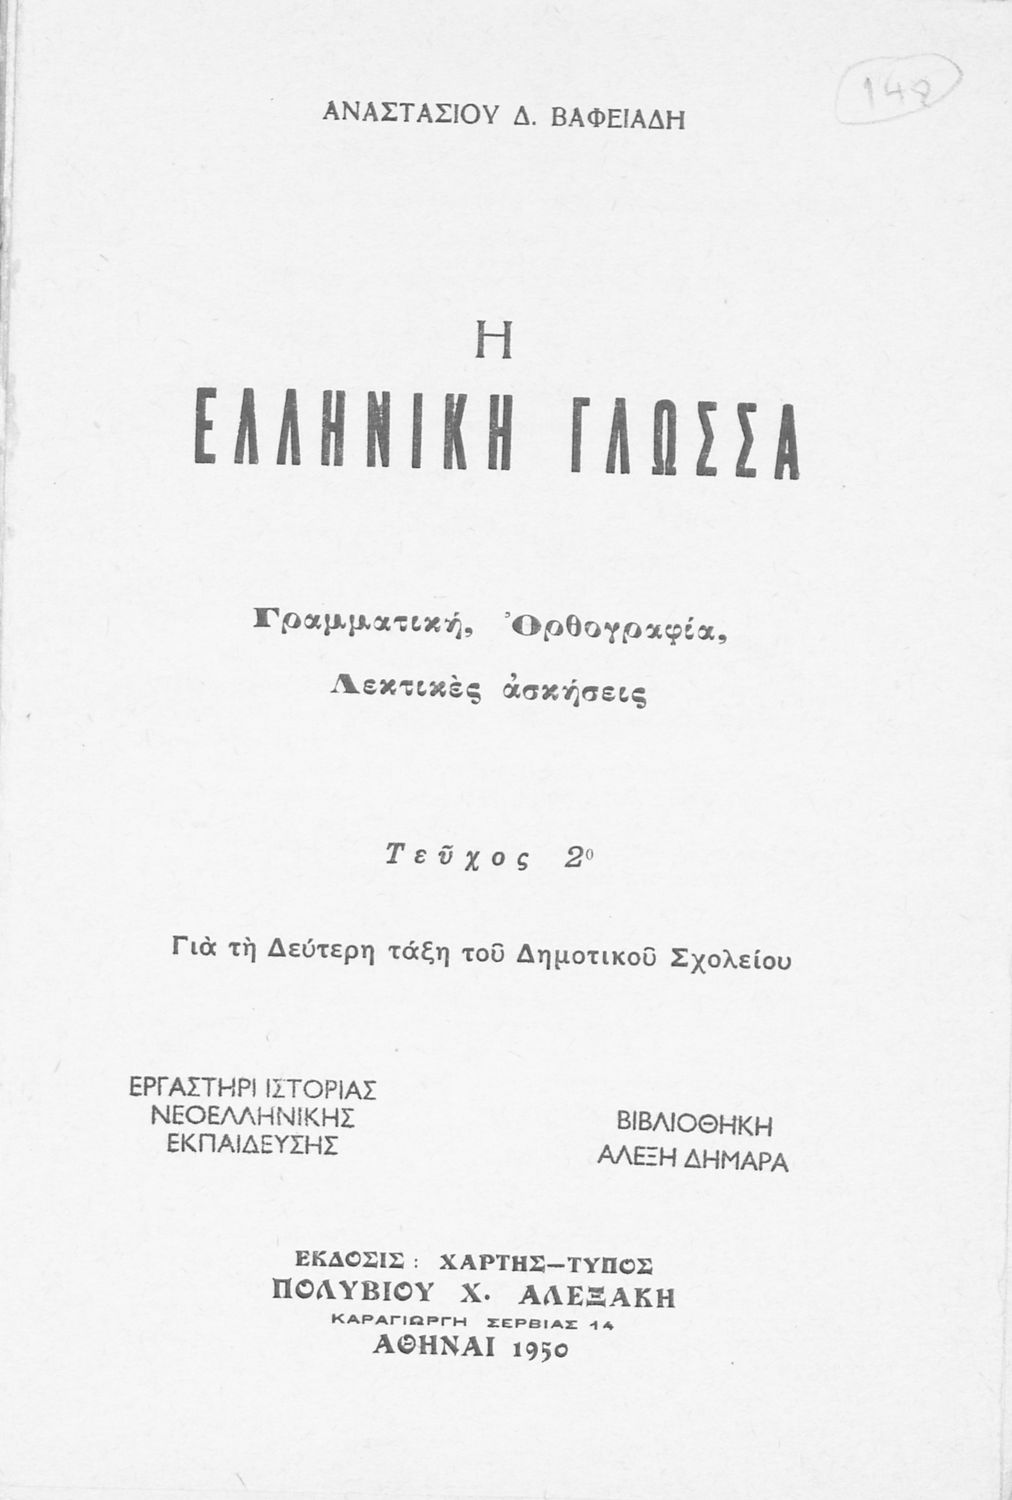 142
ΑΝΑΣΤΑΣΙΟΥ Δ. ΒΑΦΕΙΑΔΗ
Η
ΕΛΛΗΝΙΚΗ ΓΛΩΣΣΑ
Γραμματική, Ὀρθογραφία,
Λεκτικὲς ἀσκήσεις
Τεῦχος 2ο
Γιὰ τὴ Δεύτερη τάξη τοῦ Δημοτικοῦ Σχολείου
ΕΡΓΑΣΤΗΡΙ ΙΣΤΟΡΙΑΣ
ΝΕΟΕΛΛΗΝΙΚΗΣ
ΕΚΠΑΙΔΕΥΣΗΣ
ΒΙΒΛΙΟΘΗΚΗ
ΑΛΕΞΗ ΔΗΜΑΡΑ
ΕΚΔΟΣΙΣ : ΧΑΡΤΗΣ—ΤΥΠΟΣ
ΠΟΛΥΒΙΟΥ Χ. ΑΛΕΞΑΚΗ
ΚΑΡΑΓΙΩΡΓΗ ΣΕΡΒΙΑΣ 14
ΑΘΗΝΑΙ 1950